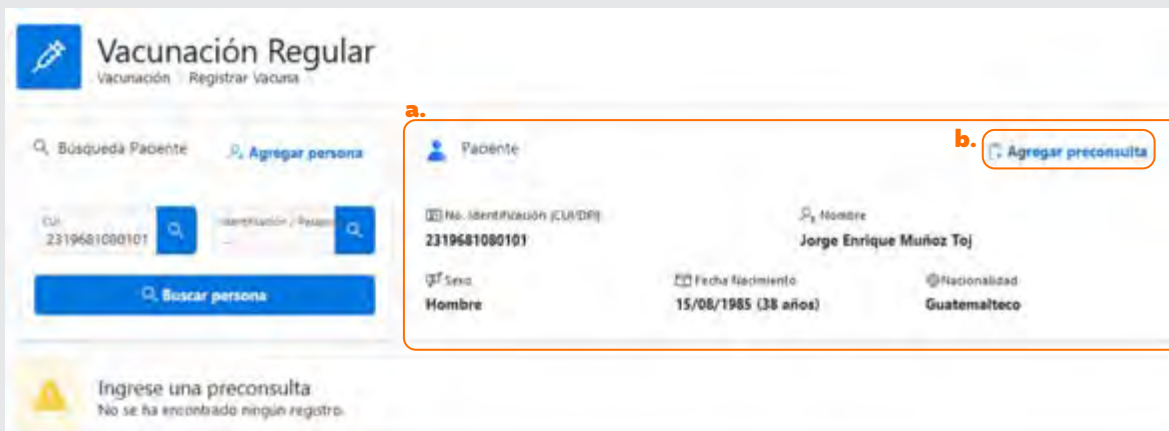 Vacunación Regular
Vacunación Registrar Vacuna
Búsqueda Paciente
Agregar persona
CUI
2319681080101
Identificación /
Buscar persona
a.
Paciente
b.
Agregar preconsulta
No. Identificación (CUI/DPI)
2319681080101
Nombre
Jorge Enrique Muñoz Toj
Sexo
Hombre
Fecha Nacimiento
15/08/1985 (38 años)
Nacionalidad
Guatemalteco
Ingrese una preconsulta
No se ha encontrado ningún registro.